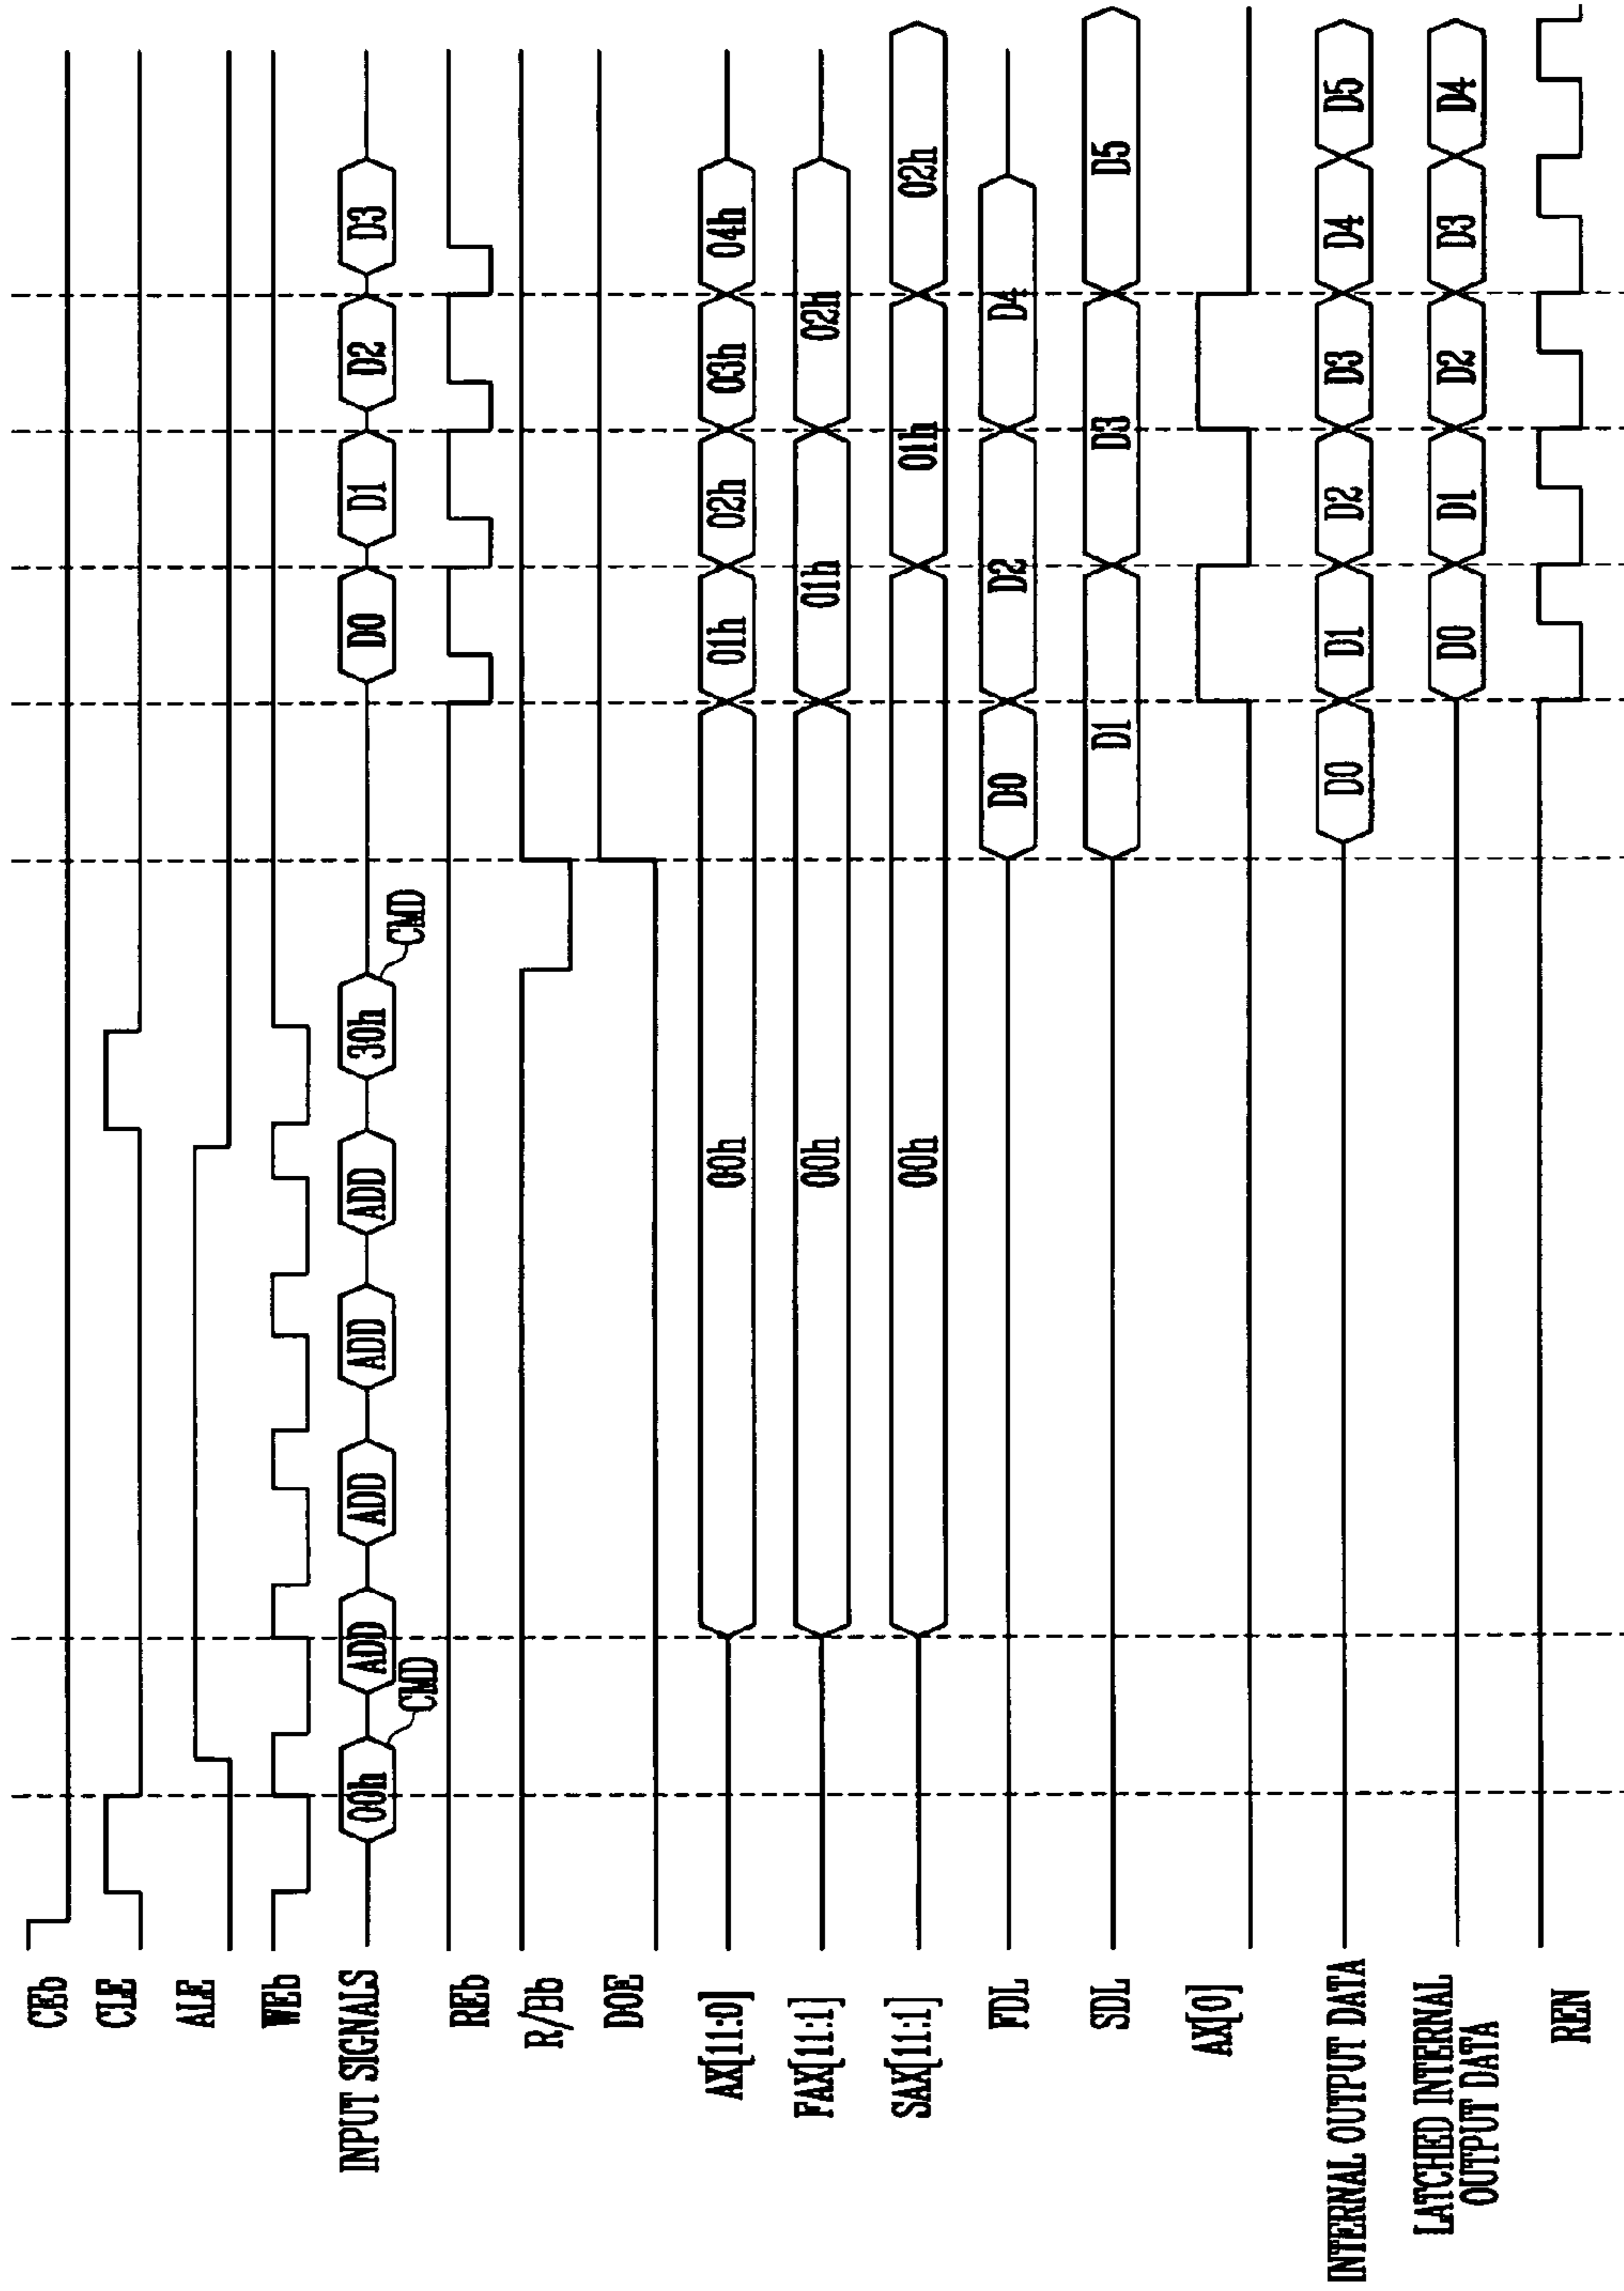 CEb
CLE
ALE
WEb
INPUT SIGNALS 00h ADD ADD ADD ADD 30h D0 D1 D2 D3
CMD CMD
REb
R/Bb
DOE
AX[11:0] 00h 01h 02h 03h 04h
FAX[11:1] 00h 01h 02h
SAX[11:1] 00h 01h 02h
FDL D0 D2 D4
SDL D1 D3 D5
AX[0]
INTERNAL OUTPUT DATA D0 D1 D2 D3 D4 D5
LATCHED INTERNAL
OUTPUT DATA D0 D1 D2 D3 D4
REN